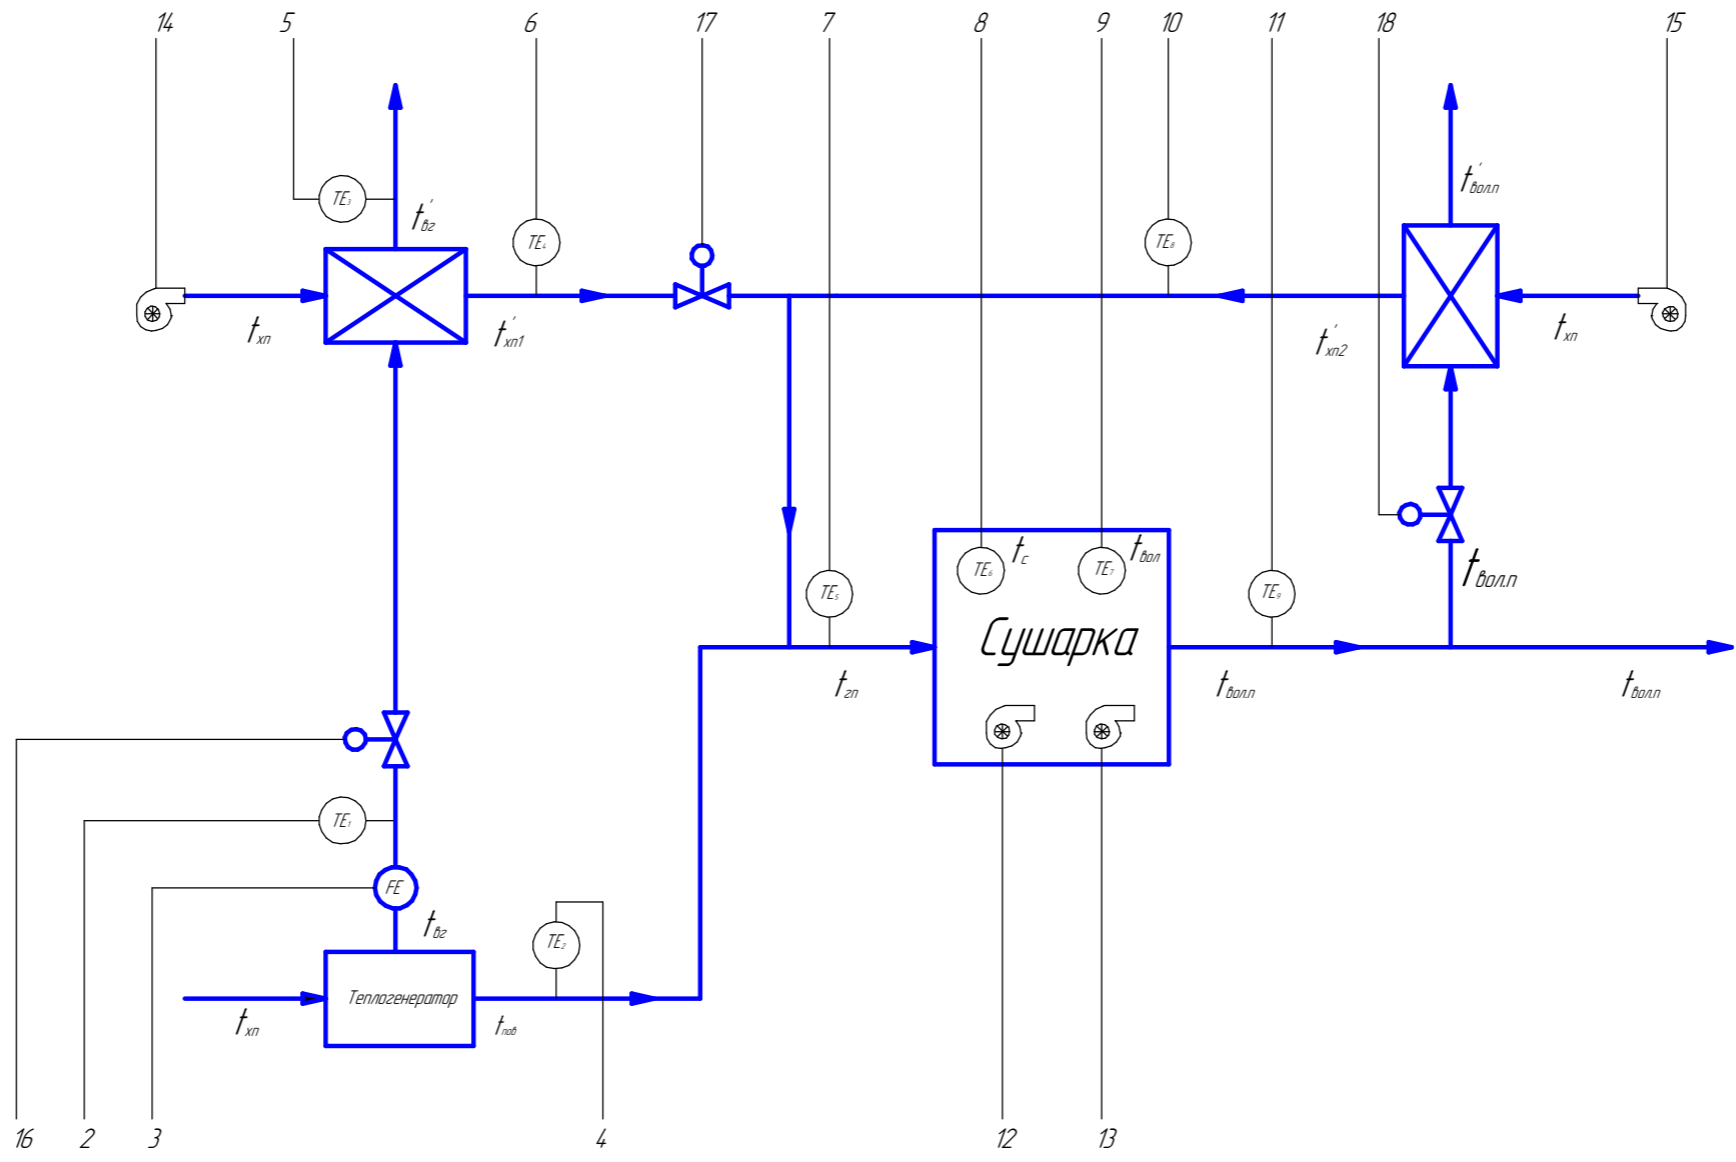 14 5 6 17 7 8 9 10 11 18 15
t'вол.п
TE₃
t'вг
TE₄
TE₈
tхп
t'хп1
t'хп2
tхп
TE₆
tс
TE₇
tвол
tвол.п
TE₅
TE₉
Сушарка
tгп
tвол.п
tвол.п
TE₁
FE
tвг
TE₂
Теплогенератор
tхп
tпов
16 2 3 4 12 13